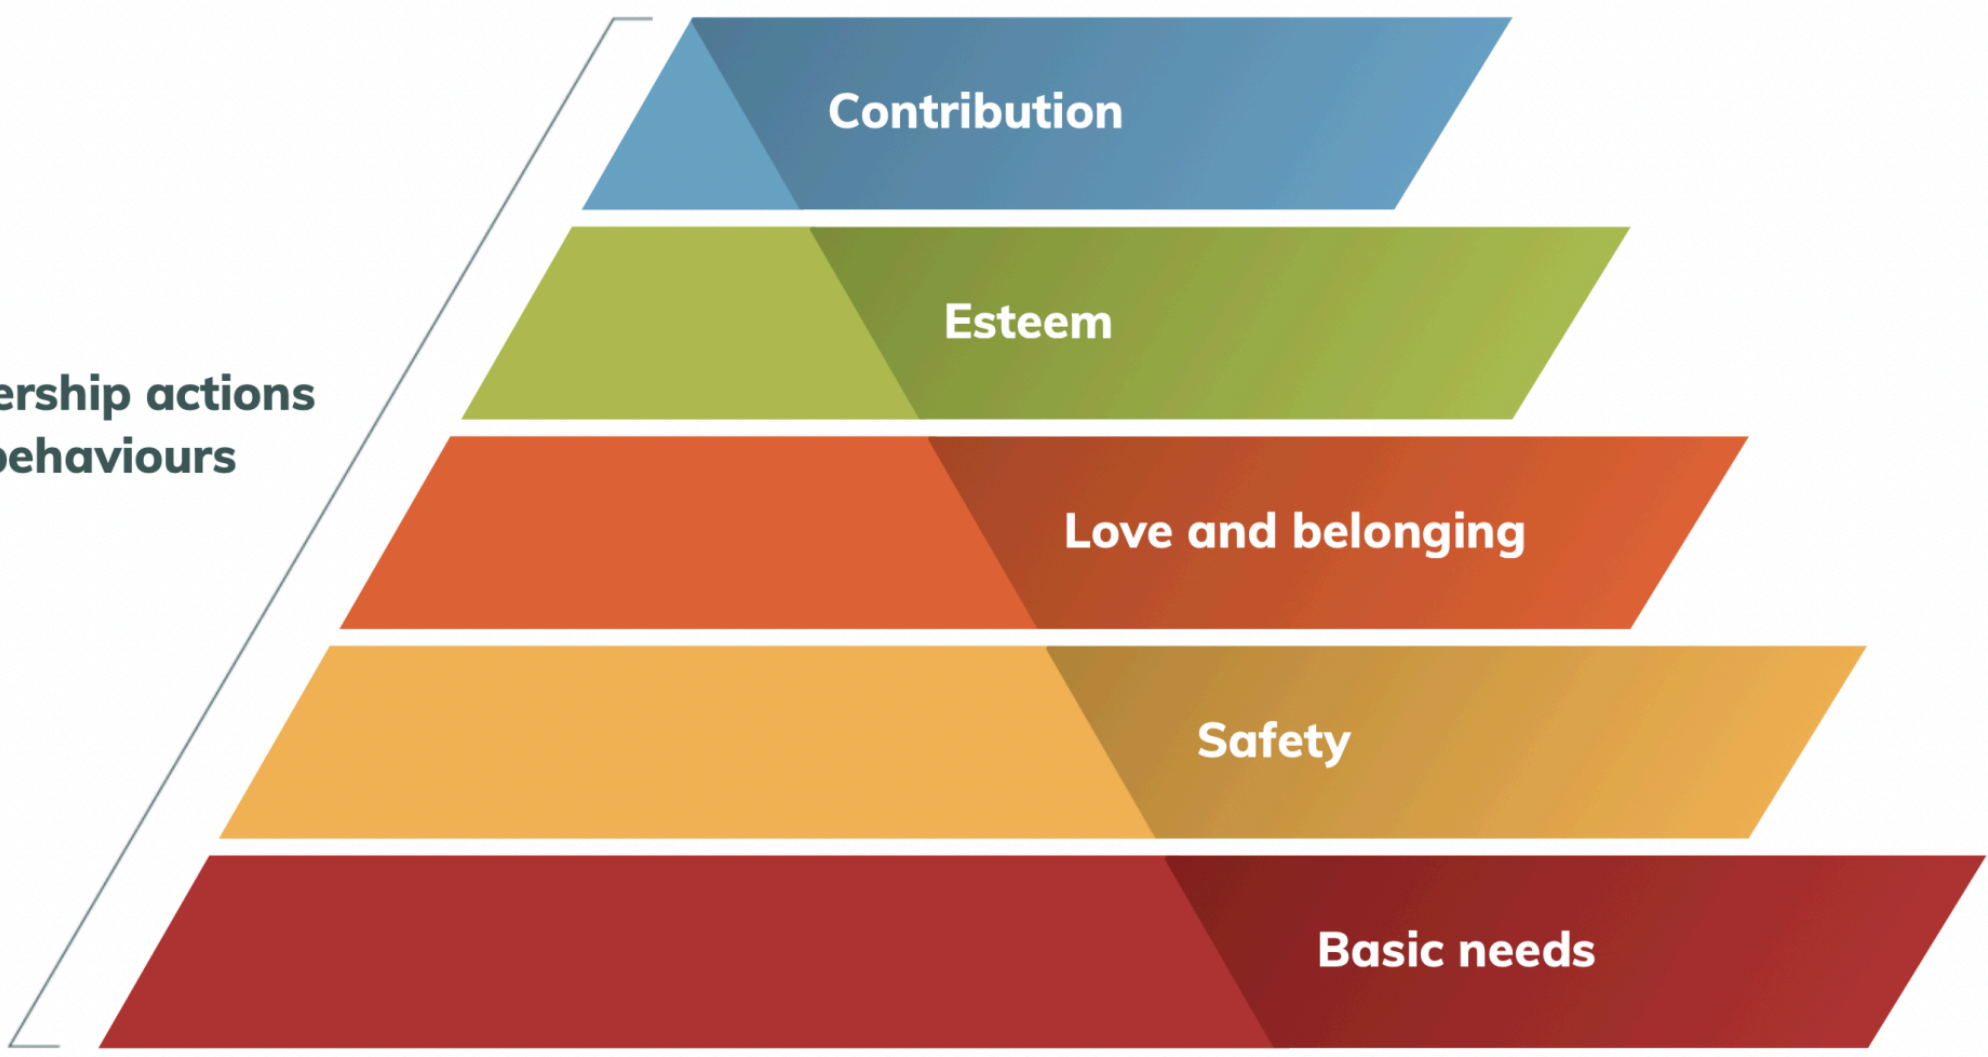 Contribution
Esteem
ership actions
behaviours
Love and belonging
Safety
Basic needs